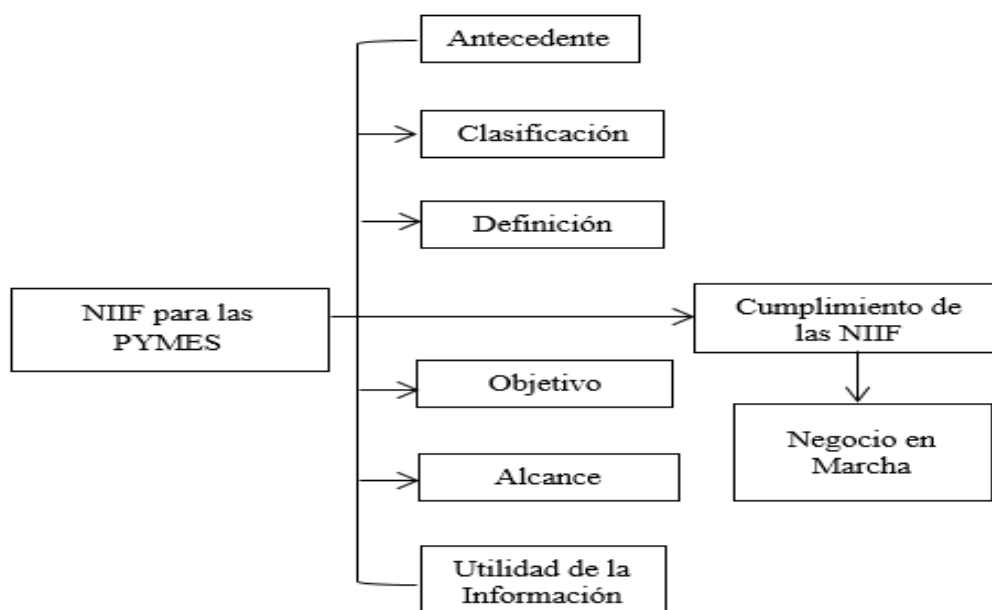 Antecedente
Clasificación
Definición
NIIF para las
PYMES
Cumplimiento de
las NIIF
Objetivo
Negocio en
Marcha
Alcance
Utilidad de la
Información